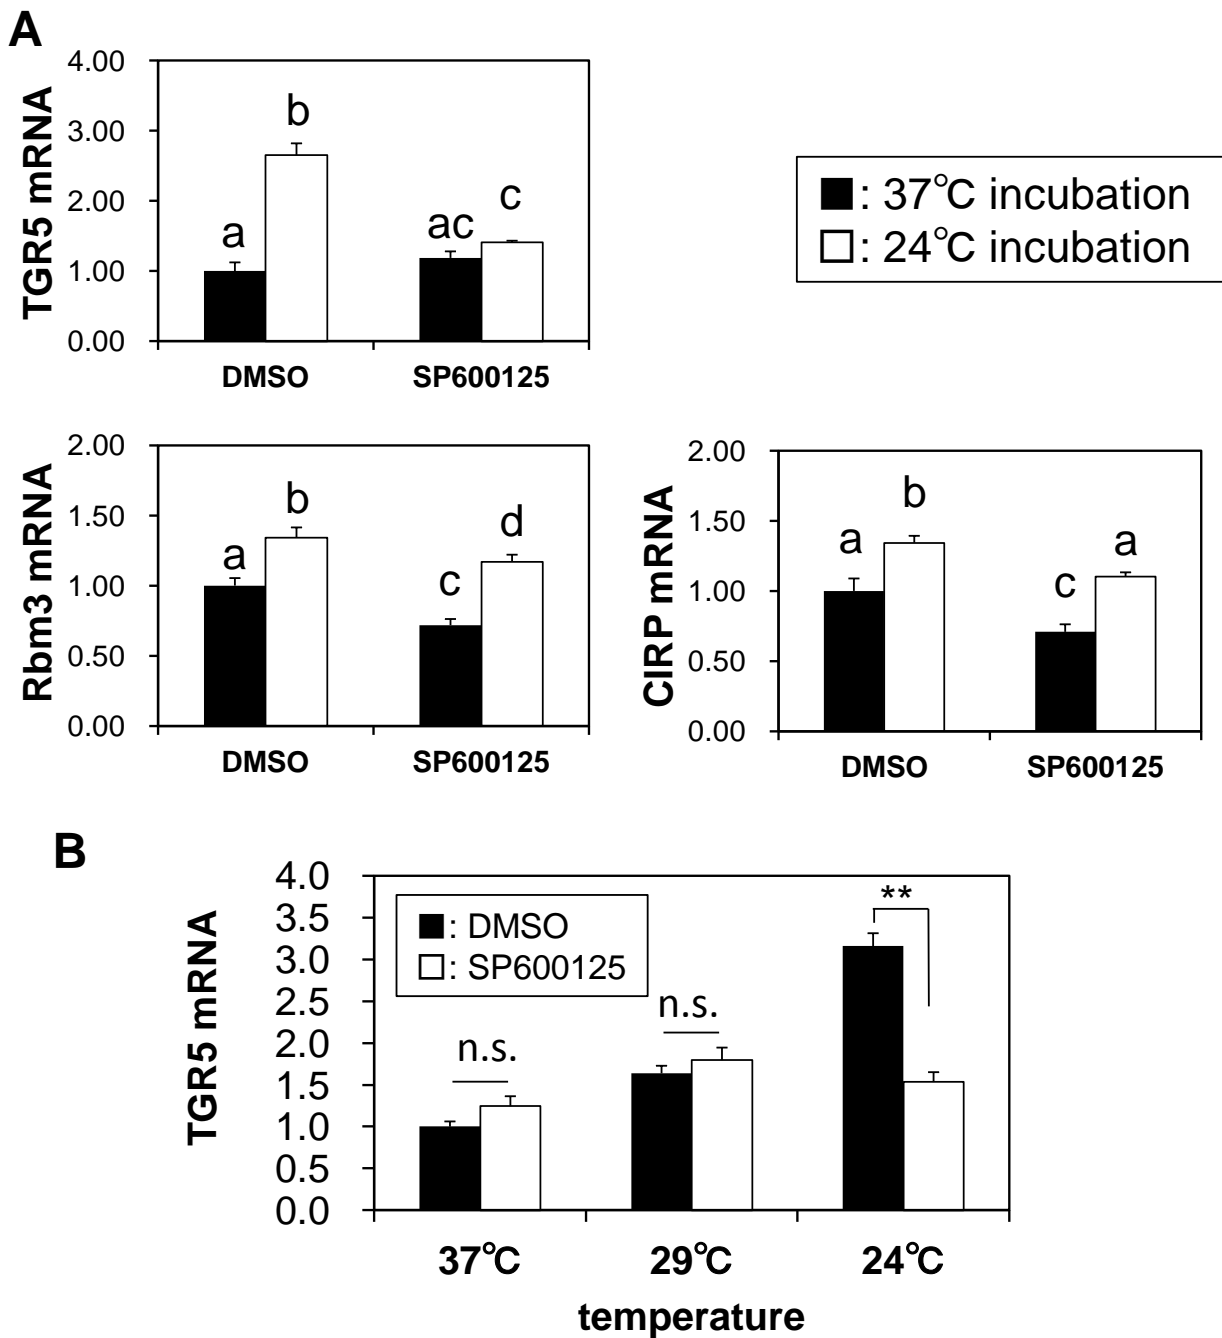 A
TGR5 mRNA
4.00
3.00
2.00
1.00
0.00
a
b
ac
c
DMSO
SP600125
: 37℃ incubation
: 24℃ incubation
Rbm3 mRNA
2.00
1.50
1.00
0.50
0.00
a
b
c
d
DMSO
SP600125
CIRP mRNA
2.00
1.50
1.00
0.50
0.00
a
b
c
a
DMSO
SP600125
B
TGR5 mRNA
4.0
3.5
3.0
2.5
2.0
1.5
1.0
0.5
0.0
: DMSO
: SP600125
n.s.
n.s.
**
37℃
29℃
24℃
temperature